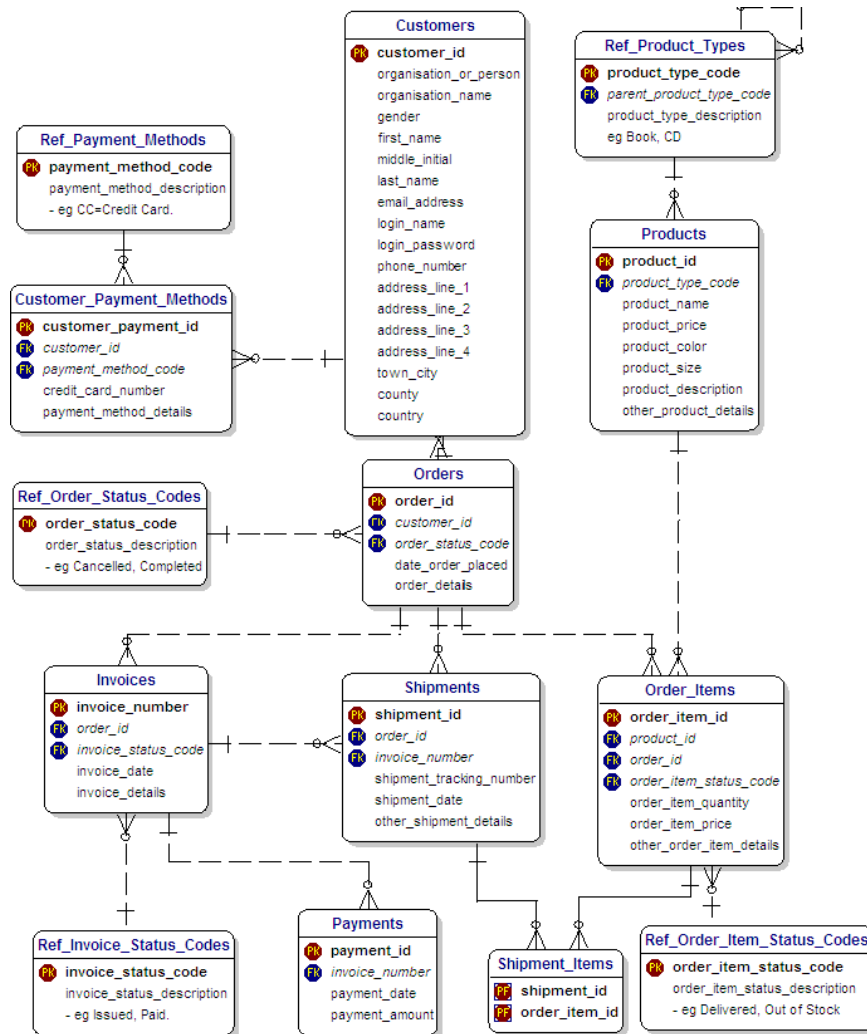 Customers
PK customer_id
organisation_or_person
organisation_name
gender
first_name
middle_initial
last_name
email_address
login_name
login_password
phone_number
address_line_1
address_line_2
address_line_3
address_line_4
town_city
county
country
Ref_Product_Types
PK product_type_code
FK parent_product_type_code
product_type_description
eg Book, CD
Ref_Payment_Methods
PK payment_method_code
payment_method_description
- eg CC=Credit Card.
Products
PK product_id
FK product_type_code
product_name
product_price
product_color
product_size
product_description
other_product_details
Customer_Payment_Methods
PK customer_payment_id
FK customer_id
FK payment_method_code
credit_card_number
payment_method_details
Orders
PK order_id
FK customer_id
FK order_status_code
date_order_placed
order_details
Ref_Order_Status_Codes
PK order_status_code
order_status_description
- eg Cancelled, Completed
Invoices
PK invoice_number
FK order_id
FK invoice_status_code
invoice_date
invoice_details
Shipments
PK shipment_id
FK order_id
FK invoice_number
shipment_tracking_number
shipment_date
other_shipment_details
Order_Items
PK order_item_id
FK product_id
FK order_id
FK order_item_status_code
order_item_quantity
order_item_price
other_order_item_details
Ref_Invoice_Status_Codes
PK invoice_status_code
invoice_status_description
- eg Issued, Paid.
Payments
PK payment_id
FK invoice_number
payment_date
payment_amount
Shipment_Items
PF shipment_id
PF order_item_id
Ref_Order_Item_Status_Codes
PK order_item_status_code
order_item_status_description
- eg Delivered, Out of Stock